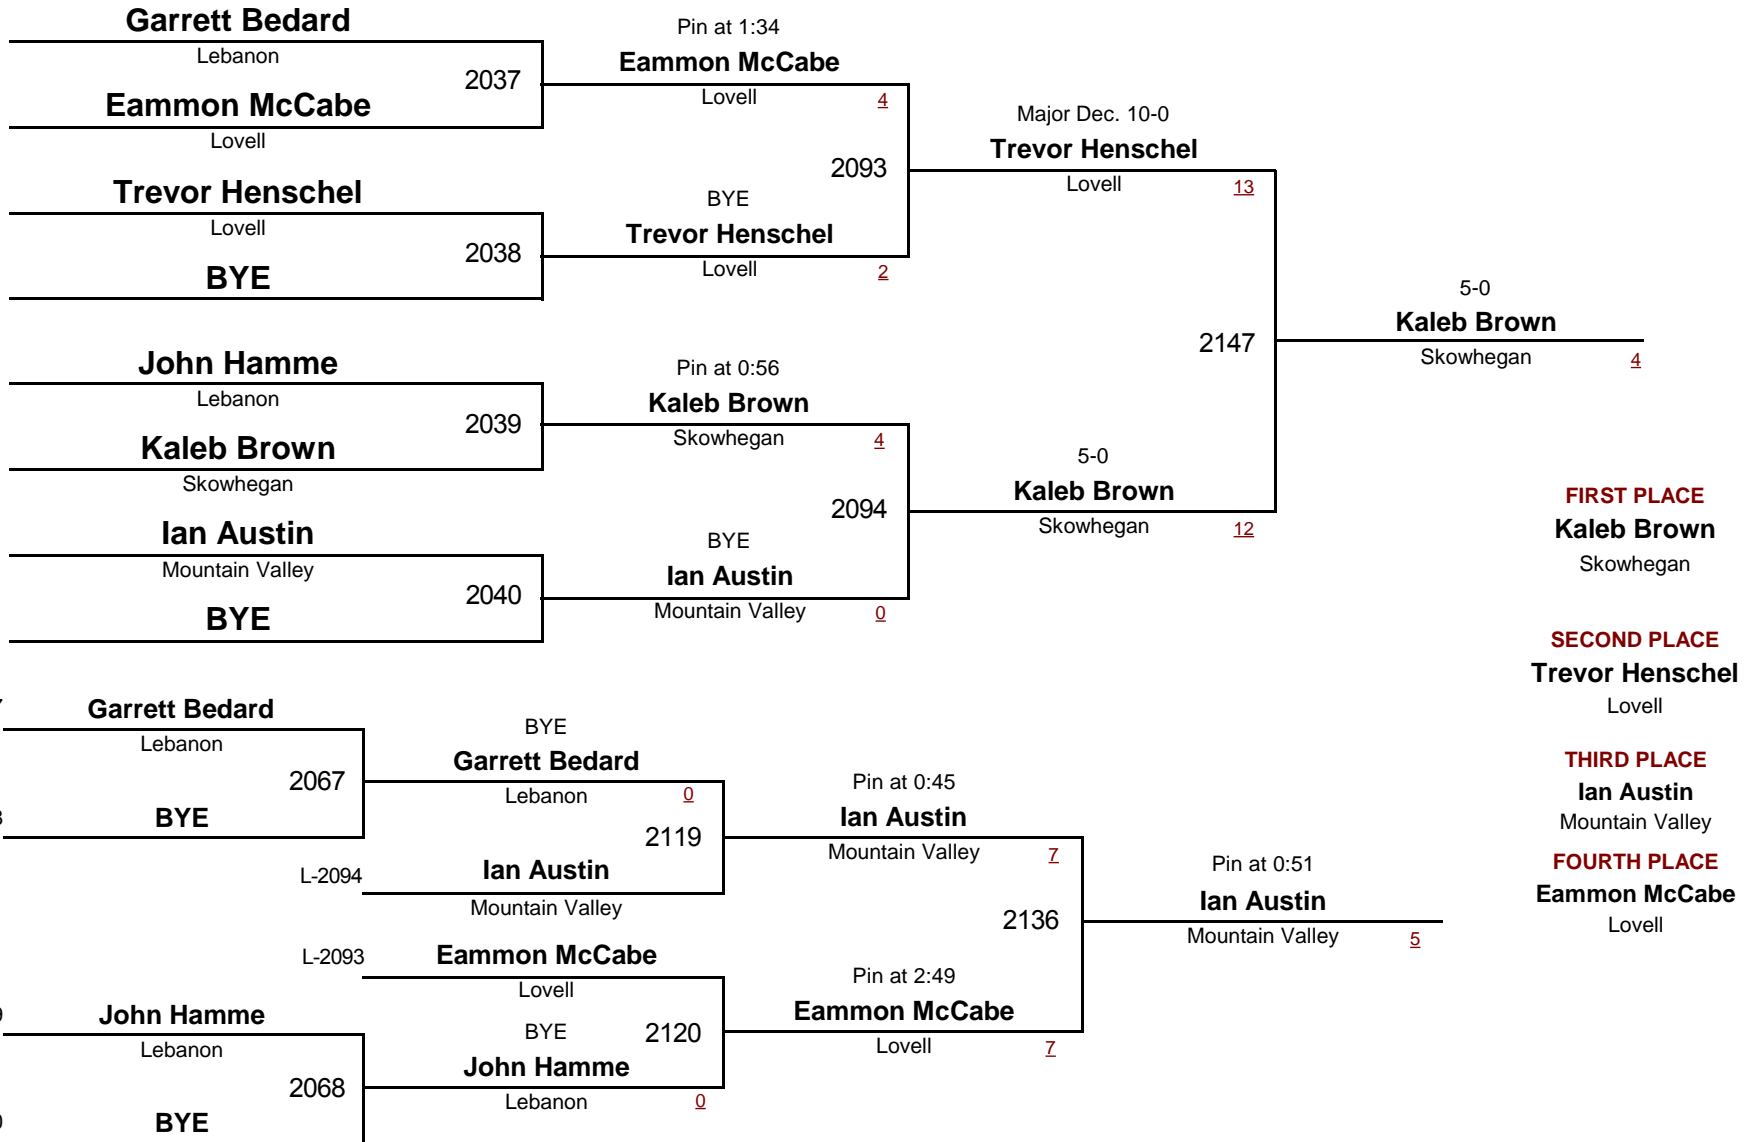 Garrett Bedard
Lebanon
2037
Eammon McCabe
Lovell
Trevor Henschel
Lovell
2038
BYE
John Hamme
Lebanon
2039
Kaleb Brown
Skowhegan
Ian Austin
Mountain Valley
2040
BYE
Pin at 1:34
Eammon McCabe
Lovell 4
2093
BYE
Trevor Henschel
Lovell 2
Pin at 0:56
Kaleb Brown
Skowhegan 4
2094
BYE
Ian Austin
Mountain Valley 0
Major Dec. 10-0
Trevor Henschel
Lovell 13
2147
5-0
Kaleb Brown
Skowhegan 12
5-0
Kaleb Brown
Skowhegan 4
FIRST PLACE
Kaleb Brown
Skowhegan
SECOND PLACE
Trevor Henschel
Lovell
THIRD PLACE
Ian Austin
Mountain Valley
FOURTH PLACE
Eammon McCabe
Lovell
Garrett Bedard
Lebanon
2067
BYE
BYE
Garrett Bedard
Lebanon 0
2119
L-2094 Ian Austin
Mountain Valley
L-2093 Eammon McCabe
Lovell
BYE 2120
John Hamme
Lebanon 0
John Hamme
Lebanon
2068
BYE
Pin at 0:45
Ian Austin
Mountain Valley 7
2136
Pin at 2:49
Eammon McCabe
Lovell 7
Pin at 0:51
Ian Austin
Mountain Valley 5